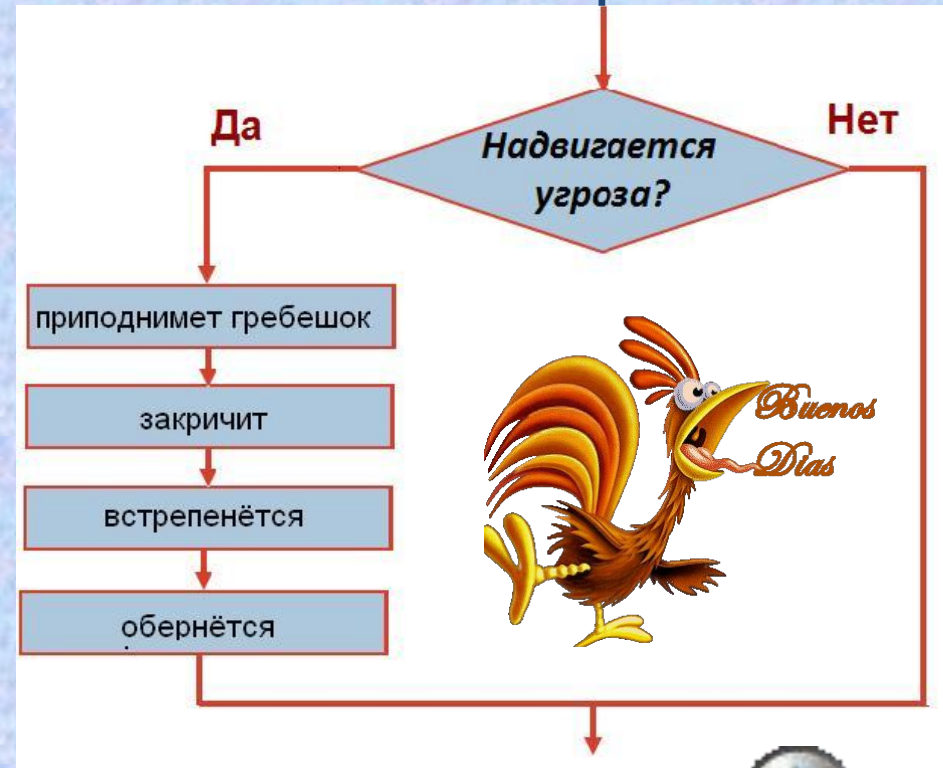 Да
Нет
Надвигается
угроза?
приподнимет гребешок
закричит
встрепенётся
обернётся
Buenos
Dias